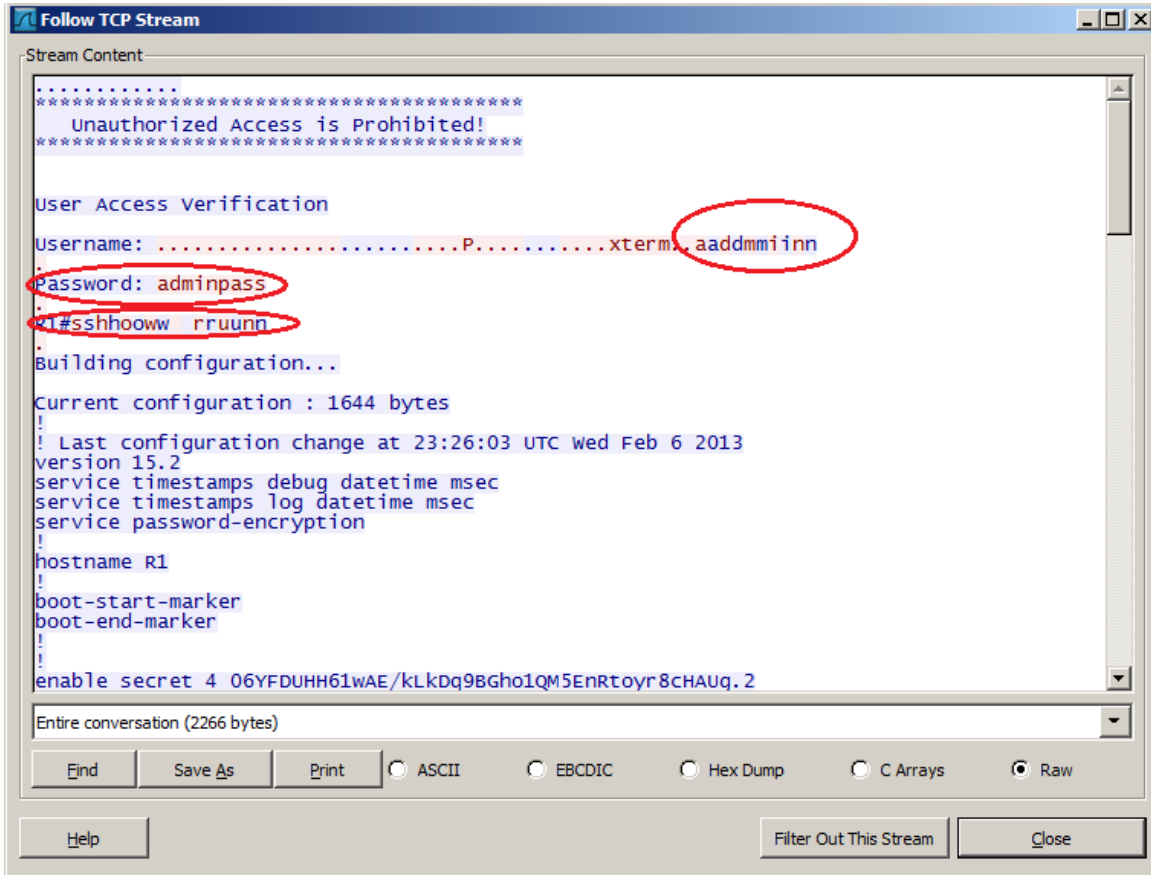 Follow TCP Stream
Stream Content
............
****************************************
Unauthorized Access is Prohibited!
****************************************
User Access Verification
Username: .........................P...........xterm..aaddmmiinn
.
Password: adminpass
.
R1#sshhooww  rruunn
.
Building configuration...
Current configuration : 1644 bytes
!
! Last configuration change at 23:26:03 UTC Wed Feb 6 2013
version 15.2
service timestamps debug datetime msec
service timestamps log datetime msec
service password-encryption
!
hostname R1
!
boot-start-marker
boot-end-marker
!
!
enable secret 4 06YFDUHH61wAE/kLkDq9BGho1QM5EnRtoyr8cHAUg.2
Entire conversation (2266 bytes)
Find Save As Print ASCII EBCDIC Hex Dump C Arrays Raw
Help Filter Out This Stream Close